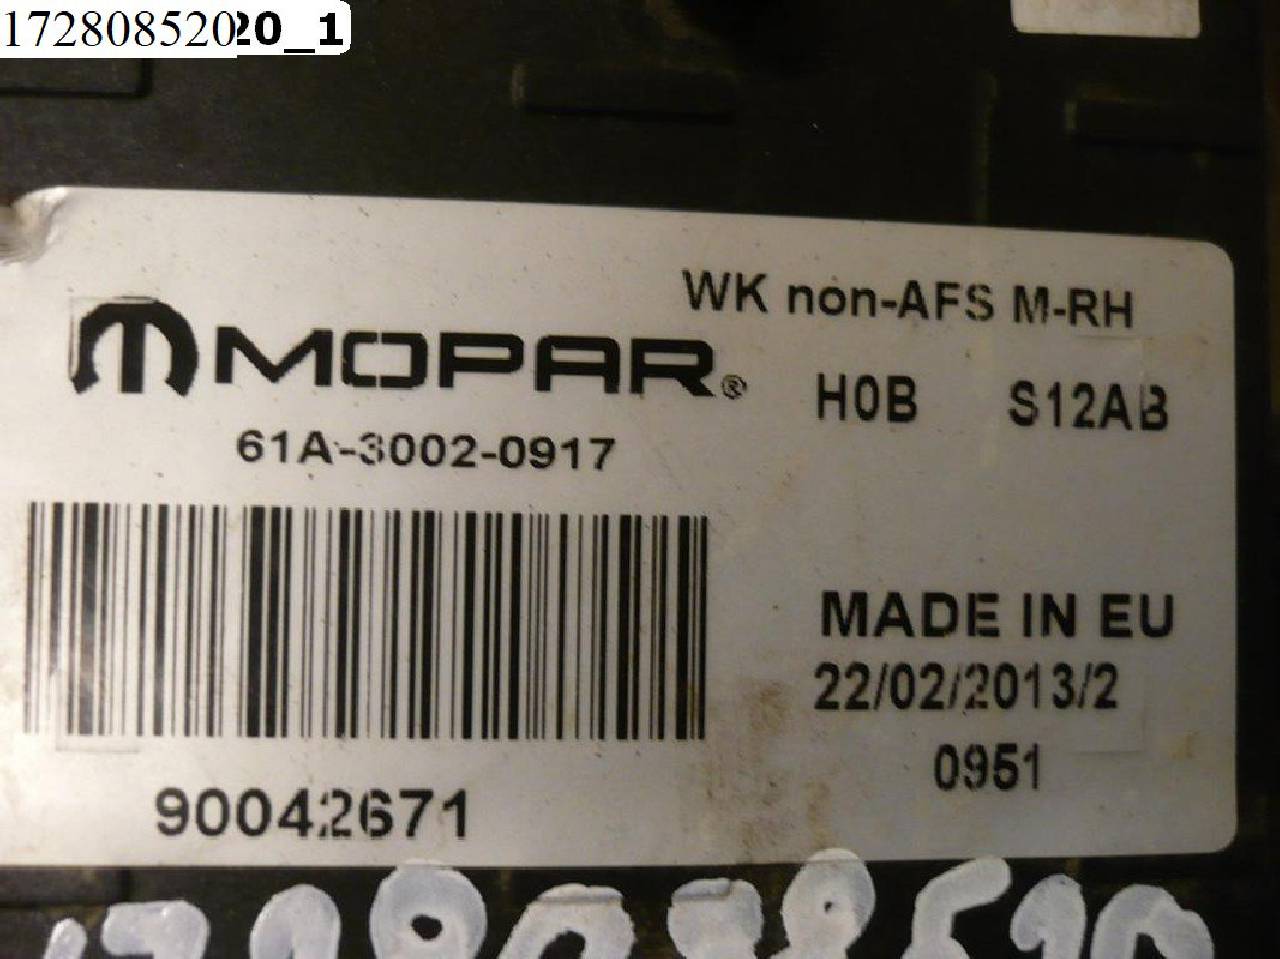 17280852020_1
WK non-AFS M-RH
MOPAR®
H0B S12AB
61A-3002-0917
MADE IN EU
22/02/2013/2
0951
90042671